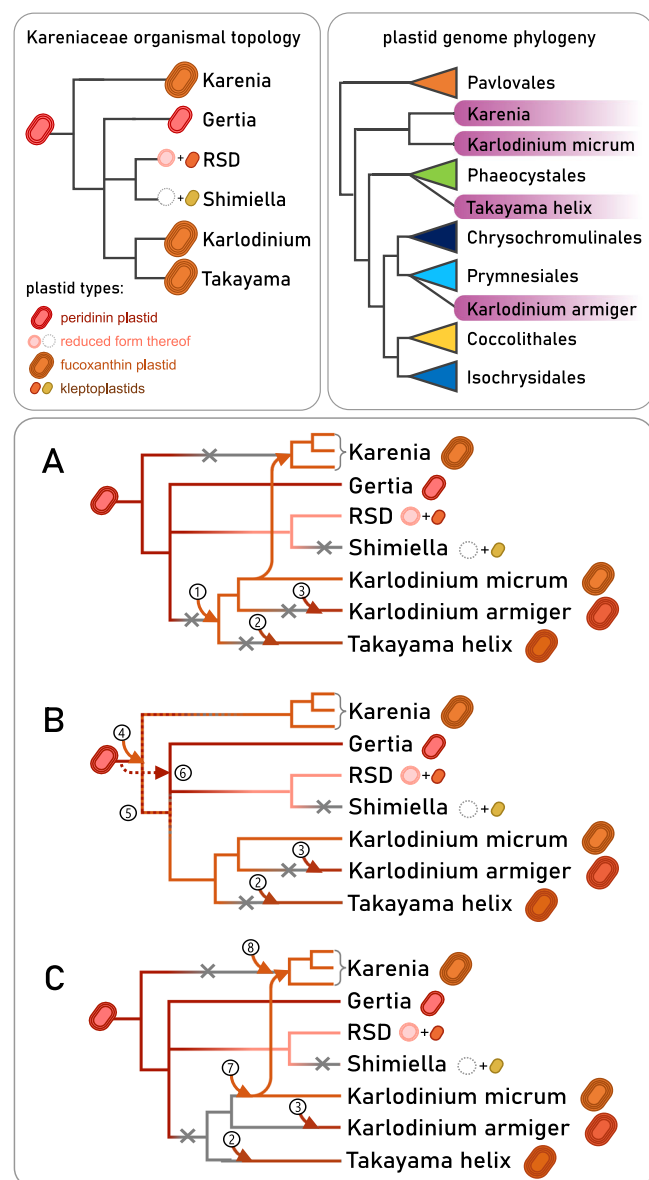 Kareniaceae organismal topology
Karenia
Gertia
+ RSD
+ Shimiella
Karlodinium
Takayama
plastid types:
peridinin plastid
reduced form thereof
fucoxanthin plastid
kleptoplastids
plastid genome phylogeny
Pavlovales
Karenia
Karlodinium micrum
Phaeocystales
Takayama helix
Chrysochromulinales
Prymnesiales
Karlodinium armiger
Coccolithales
Isochrysidales
A
Karenia
Gertia
RSD +
Shimiella +
Karlodinium micrum
1
3
Karlodinium armiger
2
Takayama helix
B
Karenia
4
Gertia
6
RSD +
5
Shimiella +
Karlodinium micrum
3
Karlodinium armiger
2
Takayama helix
C
8
Karenia
Gertia
RSD +
Shimiella +
7
Karlodinium micrum
3
Karlodinium armiger
2
Takayama helix